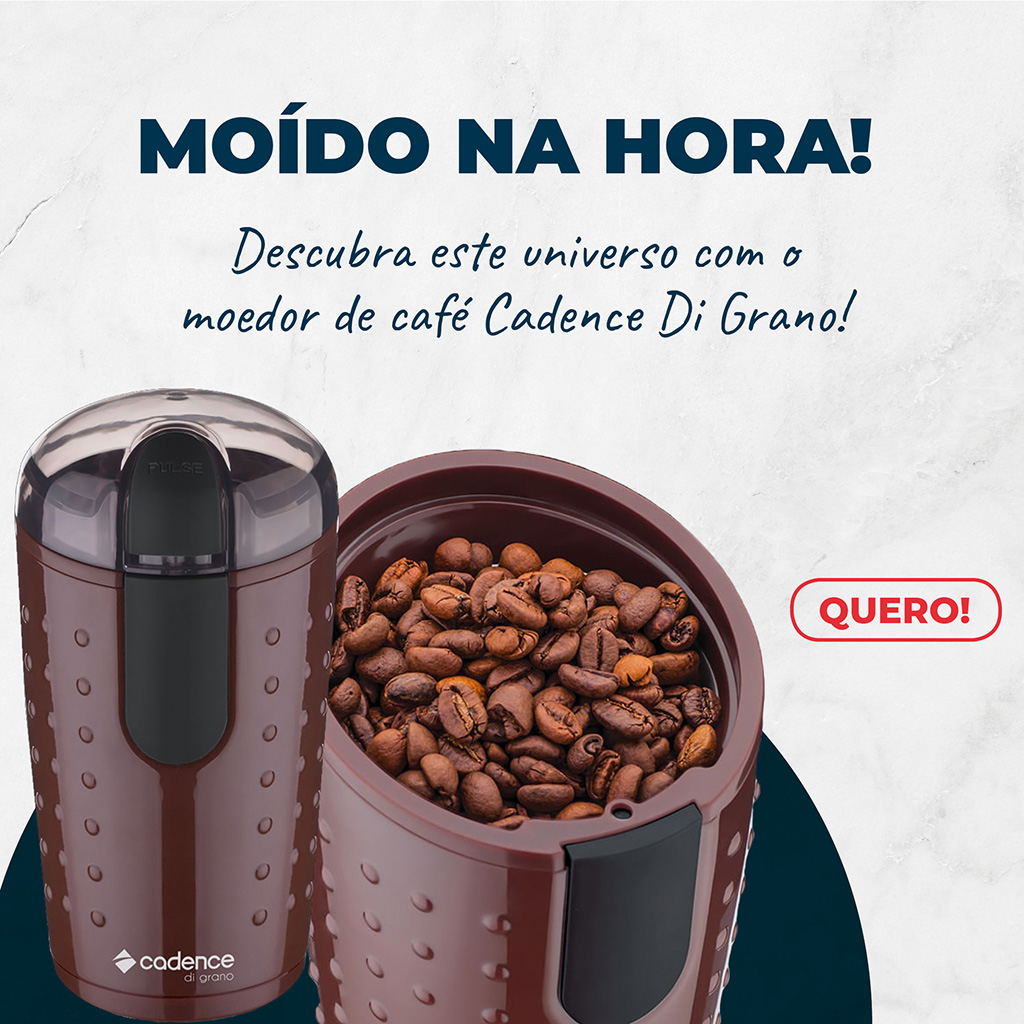 MOÍDO NA HORA!
Descubra este universo com o
moedor de café Cadence Di Grano!
PULSE
QUERO!
cadence
di grano